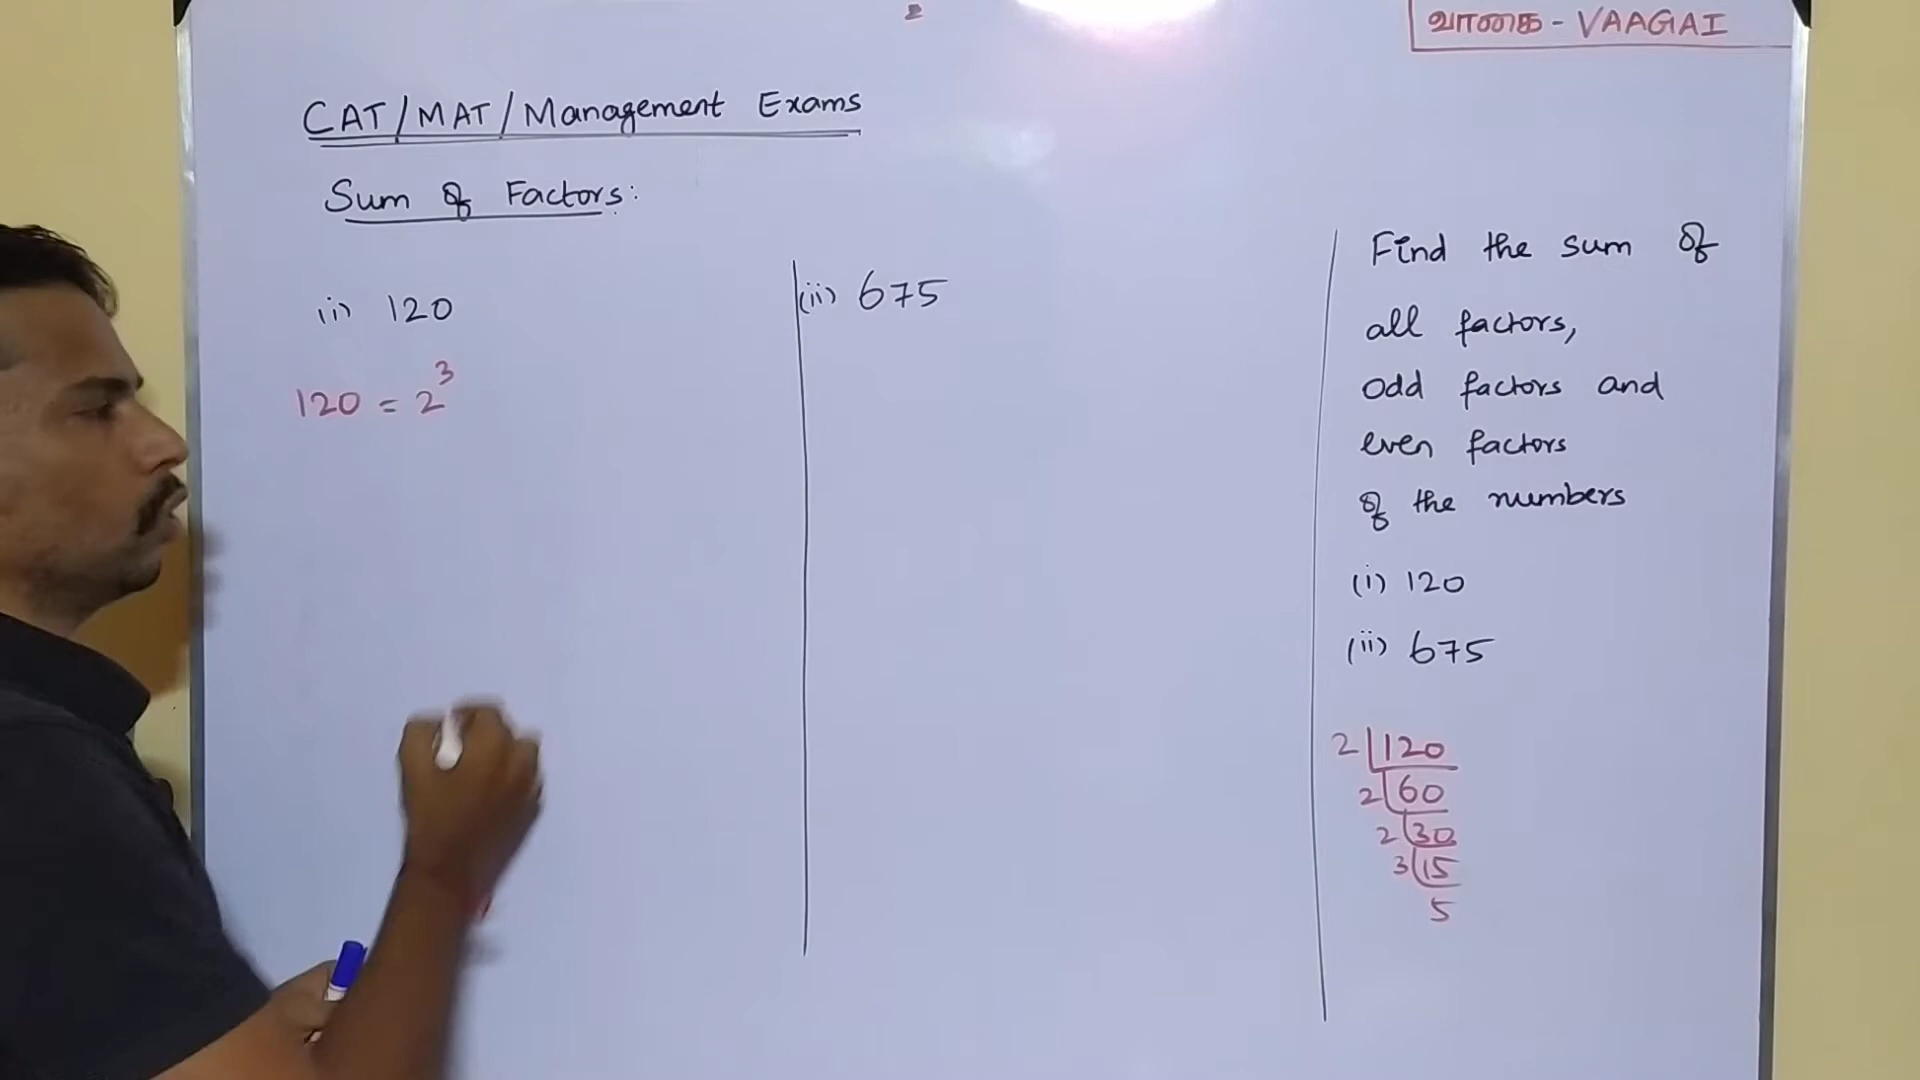 வாகை - VAAGAI
CAT/MAT/Management Exams
Sum of Factors:
(i) 120
120 = 2³
(ii) 675
Find the sum of
all factors,
odd factors and
even factors
of the numbers
(i) 120
(ii) 675
2 120
2 60
2 30
3 15
5